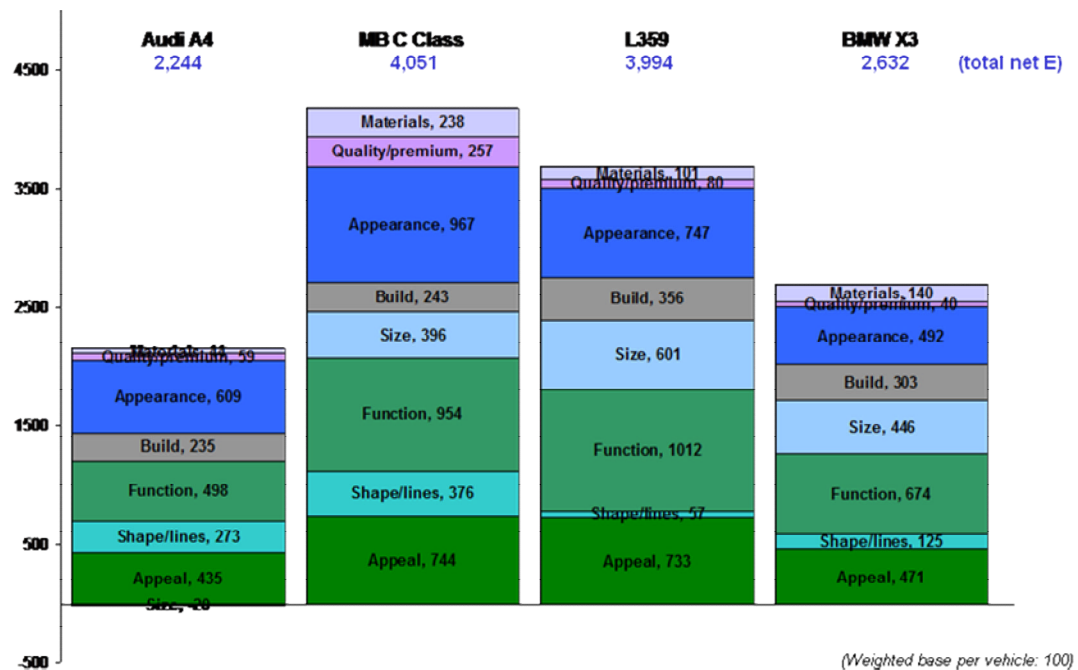 Audi A4 MB C Class L359 BMW X3
2,244 4,051 3,994 2,632 (total net E)
4500
3500
2500
1500
500
-500
Quality/premium, 59
Appearance, 609
Build, 235
Function, 498
Shape/lines, 273
Appeal, 435
Size, -20
Materials, 238
Quality/premium, 257
Appearance, 967
Build, 243
Size, 396
Function, 954
Shape/lines, 376
Appeal, 744
Materials, 101
Quality/premium, 80
Appearance, 747
Build, 356
Size, 601
Function, 1012
Shape/lines, 57
Appeal, 733
Materials, 140
Quality/premium, 40
Appearance, 492
Build, 303
Size, 446
Function, 674
Shape/lines, 125
Appeal, 471
(Weighted base per vehicle: 100)